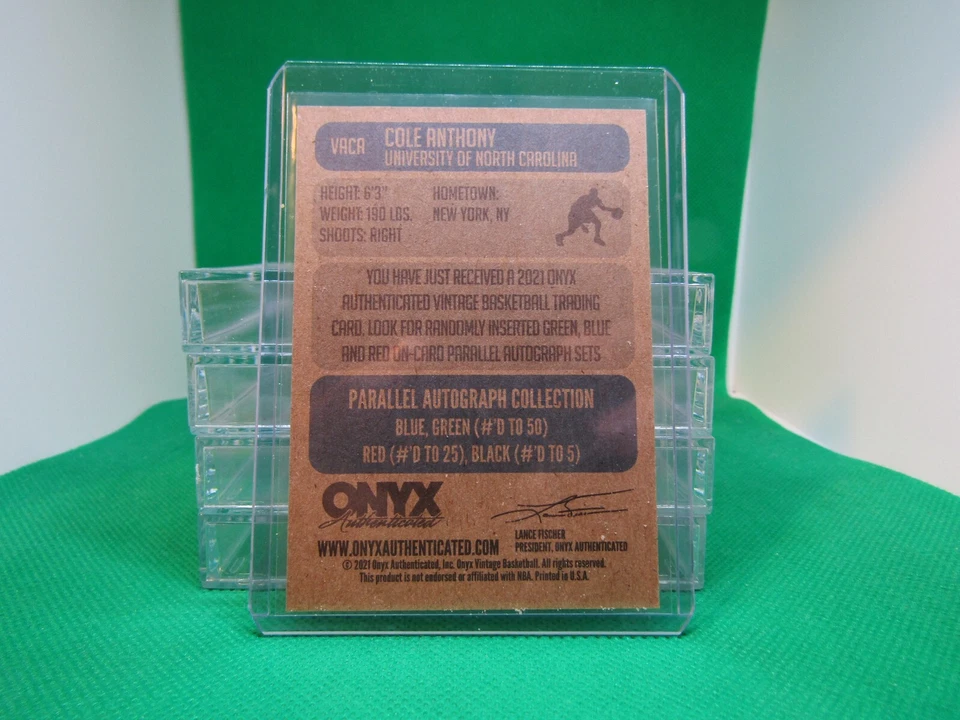 VACA
COLE ANTHONY
UNIVERSITY OF NORTH CAROLINA
HEIGHT: 6'3"
WEIGHT: 190 LBS.
SHOOTS: RIGHT
HOMETOWN:
NEW YORK, NY
YOU HAVE JUST RECEIVED A 2021 ONYX
AUTHENTICATED VINTAGE BASKETBALL TRADING
CARD. LOOK FOR RANDOMLY INSERTED GREEN, BLUE
AND RED ON-CARD PARALLEL AUTOGRAPH SETS
PARALLEL AUTOGRAPH COLLECTION
BLUE, GREEN (#'D TO 50)
RED (#'D TO 25), BLACK (#'D TO 5)
ONYX
Authenticated
WWW.ONYXAUTHENTICATED.COM
LANCE FISCHER
PRESIDENT, ONYX AUTHENTICATED
© 2021 Onyx Authenticated, Inc. Onyx Vintage Basketball. All rights reserved.
This product is not endorsed or affiliated with NBA. Printed in U.S.A.